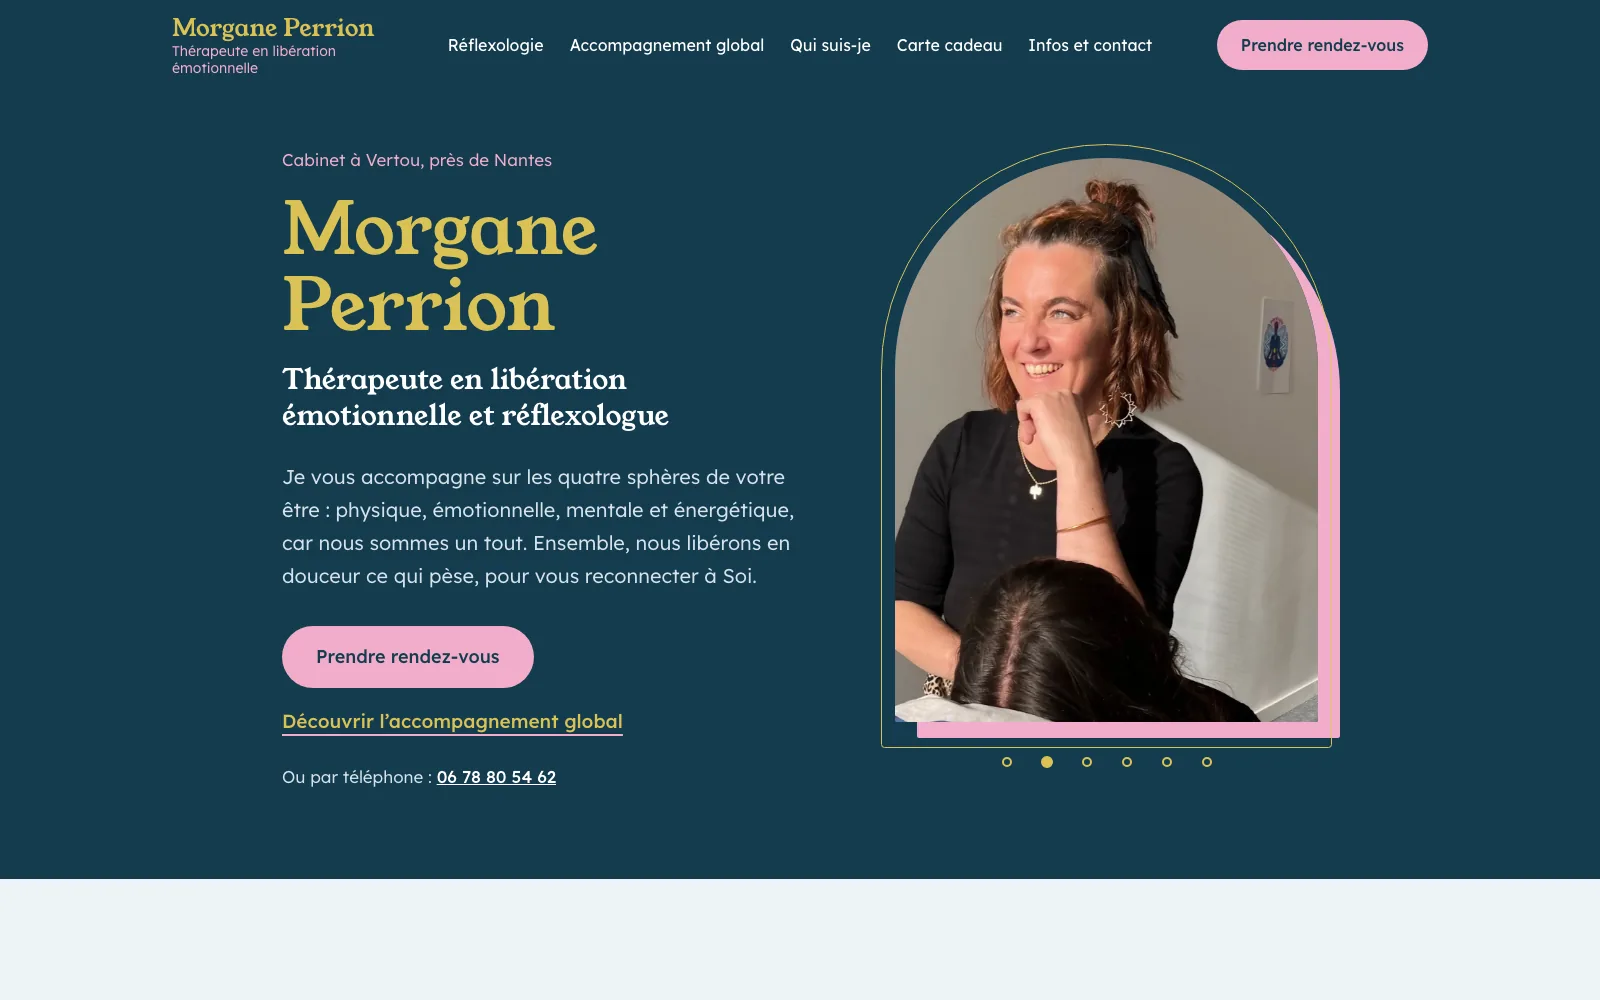 Morgane Perrion
Thérapeute en libération
émotionnelle
Réflexologie
Accompagnement global
Qui suis-je
Carte cadeau
Infos et contact
Prendre rendez-vous
Cabinet à Vertou, près de Nantes
Morgane
Perrion
Thérapeute en libération
émotionnelle et réflexologue
Je vous accompagne sur les quatre sphères de votre
être : physique, émotionnelle, mentale et énergétique,
car nous sommes un tout. Ensemble, nous libérons en
douceur ce qui pèse, pour vous reconnecter à Soi.
Prendre rendez-vous
Découvrir l’accompagnement global
Ou par téléphone : 06 78 80 54 62